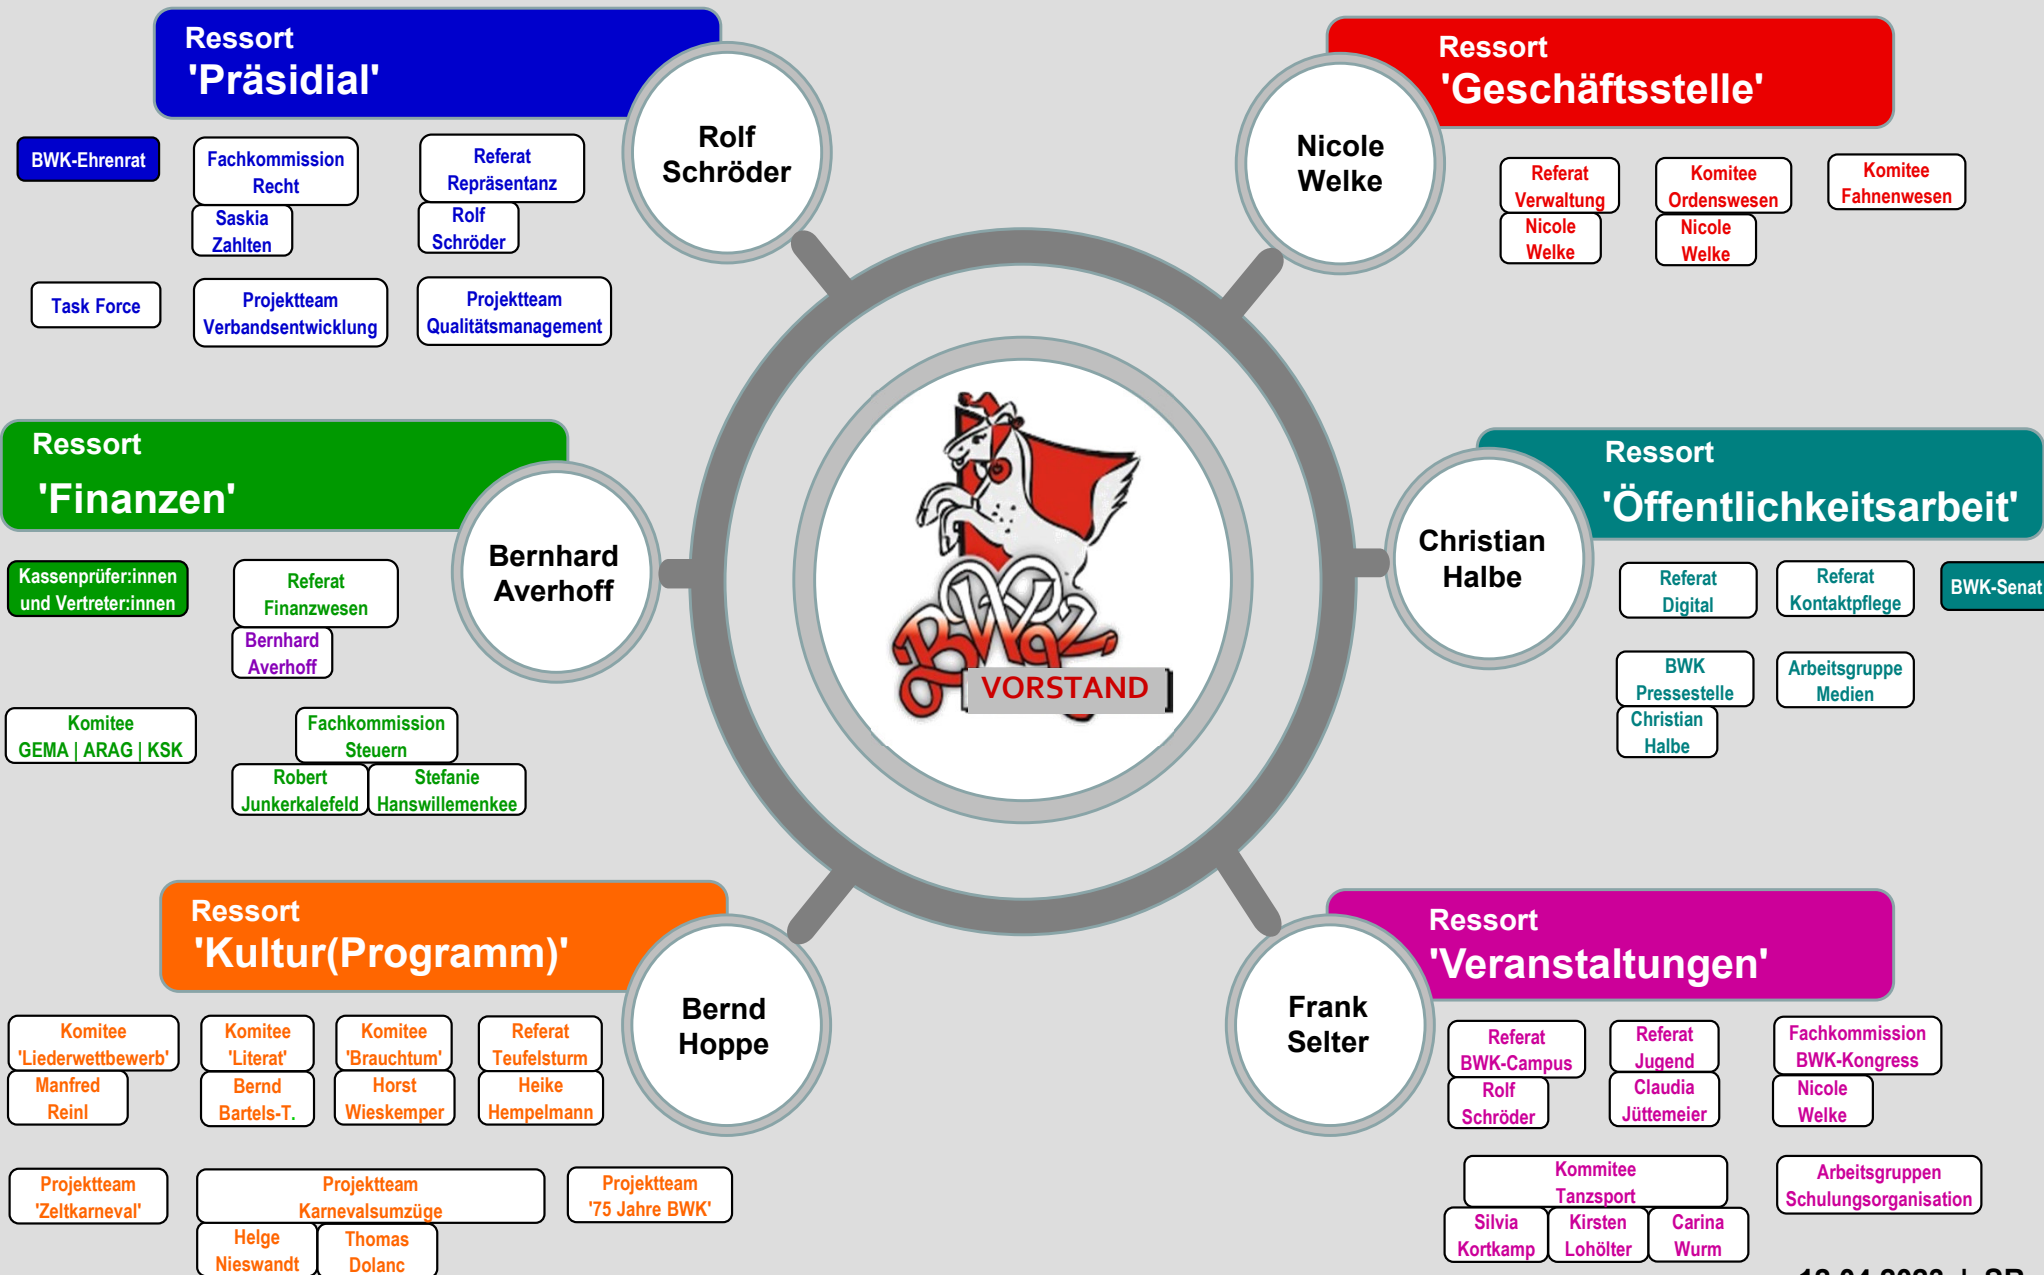 Ressort
'Präsidial'
Rolf
Schröder
BWK-Ehrenrat
Fachkommission
Recht
Saskia
Zahlten
Referat
Repräsentanz
Rolf
Schröder
Task Force
Projektteam
Verbandsentwicklung
Projektteam
Qualitätsmanagement
Ressort
'Geschäftsstelle'
Nicole
Welke
Referat
Verwaltung
Nicole
Welke
Komitee
Ordenswesen
Nicole
Welke
Komitee
Fahnenwesen
Ressort
'Finanzen'
Bernhard
Averhoff
Kassenprüfer:innen
und Vertreter:innen
Referat
Finanzwesen
Bernhard
Averhoff
Komitee
GEMA | ARAG | KSK
Fachkommission
Steuern
Robert
Junkerkalefeld
Stefanie
Hanswillemenkee
BWK
VORSTAND
Ressort
'Öffentlichkeitsarbeit'
Christian
Halbe
Referat
Digital
Referat
Kontaktpflege
BWK-Senat
BWK
Pressestelle
Christian
Halbe
Arbeitsgruppe
Medien
Ressort
'Kultur(Programm)'
Bernd
Hoppe
Komitee
'Liederwettbewerb'
Manfred
Reinl
Komitee
'Literat'
Bernd
Bartels-T.
Komitee
'Brauchtum'
Horst
Wieskemper
Referat
Teufelsturm
Heike
Hempelmann
Projektteam
'Zeltkarneval'
Projektteam
Karnevalsumzüge
Helge
Nieswandt
Thomas
Dolanc
Projektteam
'75 Jahre BWK'
Ressort
'Veranstaltungen'
Frank
Selter
Referat
BWK-Campus
Rolf
Schröder
Referat
Jugend
Claudia
Jüttemeier
Fachkommission
BWK-Kongress
Nicole
Welke
Kommitee
Tanzsport
Silvia
Kortkamp
Kirsten
Lohölter
Carina
Wurm
Arbeitsgruppen
Schulungsorganisation